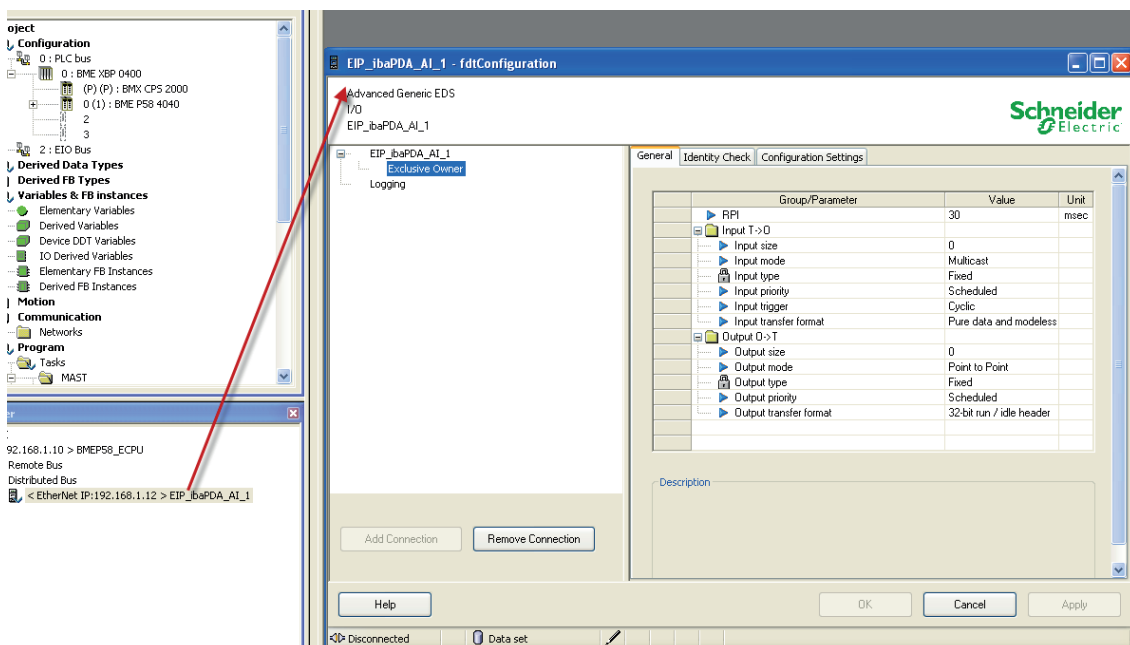 oject
Configuration
0 : PLC bus
0 : BME XBP 0400
(P) (P) : BMX CPS 2000
0 (1) : BME P58 4040
2
3
2 : EIO Bus
Derived Data Types
Derived FB Types
Variables & FB instances
Elementary Variables
Derived Variables
Device DDT Variables
IO Derived Variables
Elementary FB Instances
Derived FB Instances
Motion
Communication
Networks
Program
Tasks
MAST
er
:
92.168.1.10 > BMEP58_ECPU
Remote Bus
Distributed Bus
< EtherNet IP:192.168.1.12 > EIP_ibaPDA_AI_1
EIP_ibaPDA_AI_1 - fdtConfiguration
Advanced Generic EDS
I/O
EIP_ibaPDA_AI_1
Schneider
Electric
EIP_ibaPDA_AI_1
Exclusive Owner
Logging
Add Connection Remove Connection
General Identity Check Configuration Settings
Group/Parameter Value Unit
RPI 30 msec
Input T->O
Input size 0
Input mode Multicast
Input type Fixed
Input priority Scheduled
Input trigger Cyclic
Input transfer format Pure data and modeless
Output O->T
Output size 0
Output mode Point to Point
Output type Fixed
Output priority Scheduled
Output transfer format 32-bit run / idle header
Description
Help OK Cancel Apply
Disconnected Data set